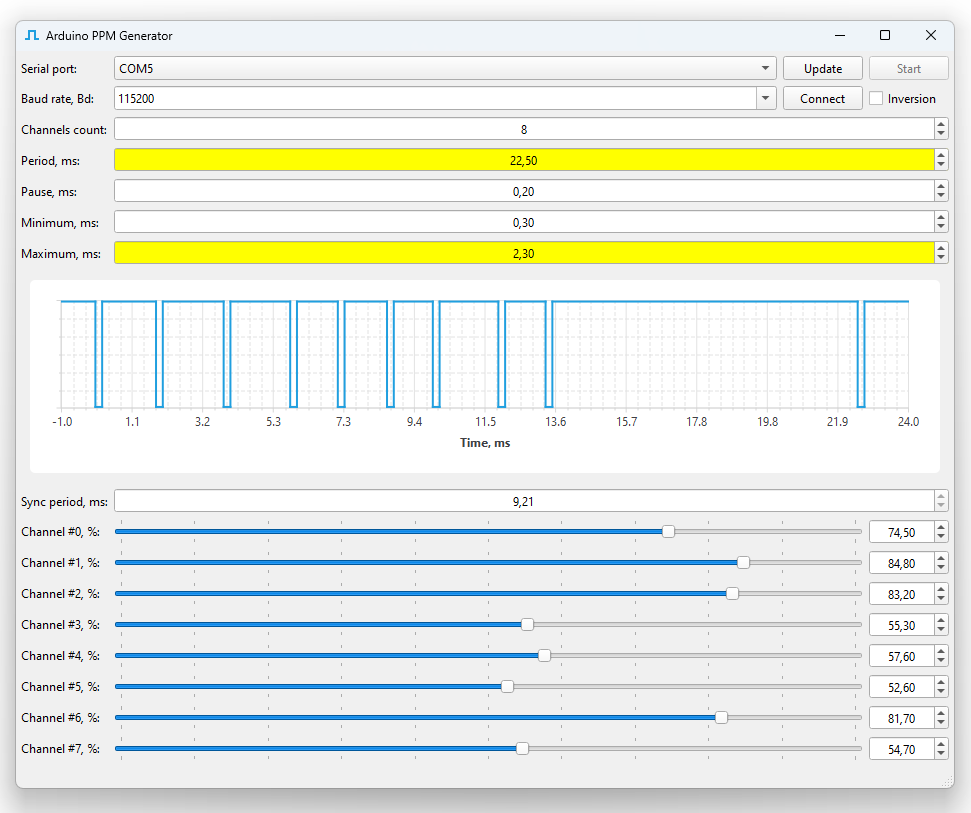 Arduino PPM Generator
Serial port: COM5 Update Start
Baud rate, Bd: 115200 Connect Inversion
Channels count: 8
Period, ms: 22,50
Pause, ms: 0,20
Minimum, ms: 0,30
Maximum, ms: 2,30
-1.0 1.1 3.2 5.3 7.3 9.4 11.5 13.6 15.7 17.8 19.8 21.9 24.0
Time, ms
Sync period, ms: 9,21
Channel #0, %: 74,50
Channel #1, %: 84,80
Channel #2, %: 83,20
Channel #3, %: 55,30
Channel #4, %: 57,60
Channel #5, %: 52,60
Channel #6, %: 81,70
Channel #7, %: 54,70